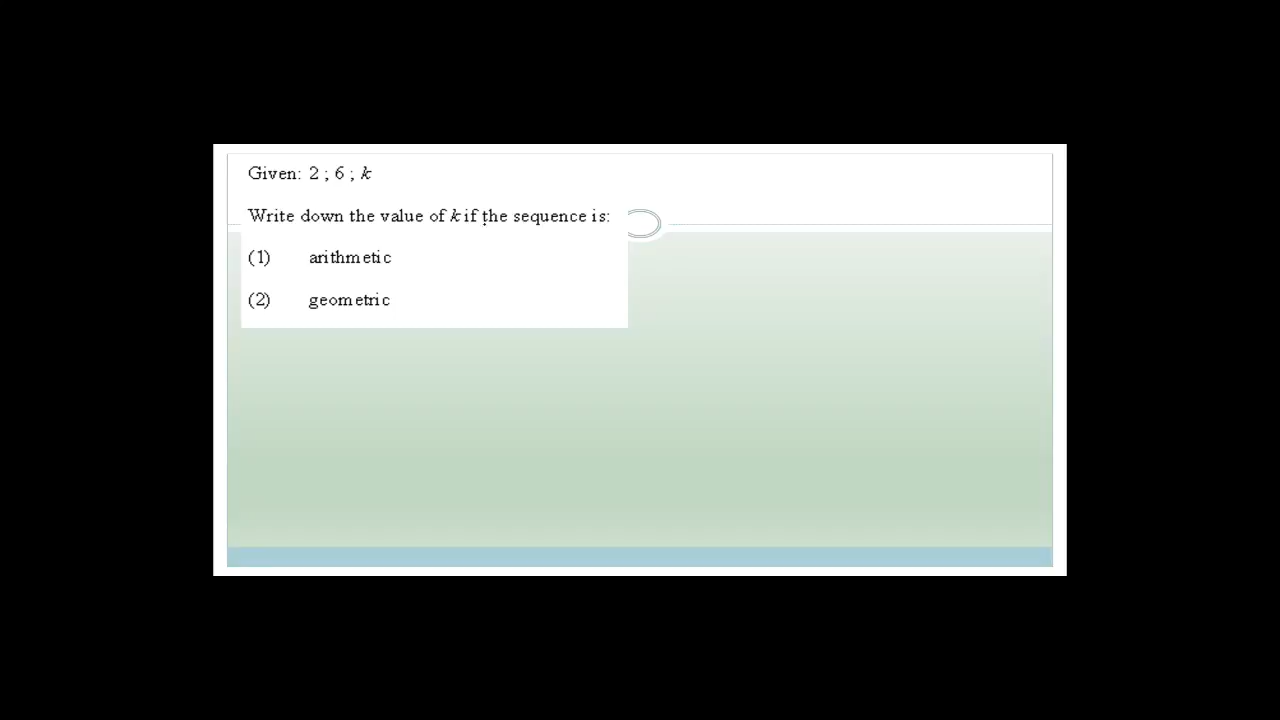 Given: 2 ; 6 ; k
Write down the value of k if the sequence is:
(1) arithmetic
(2) geometric